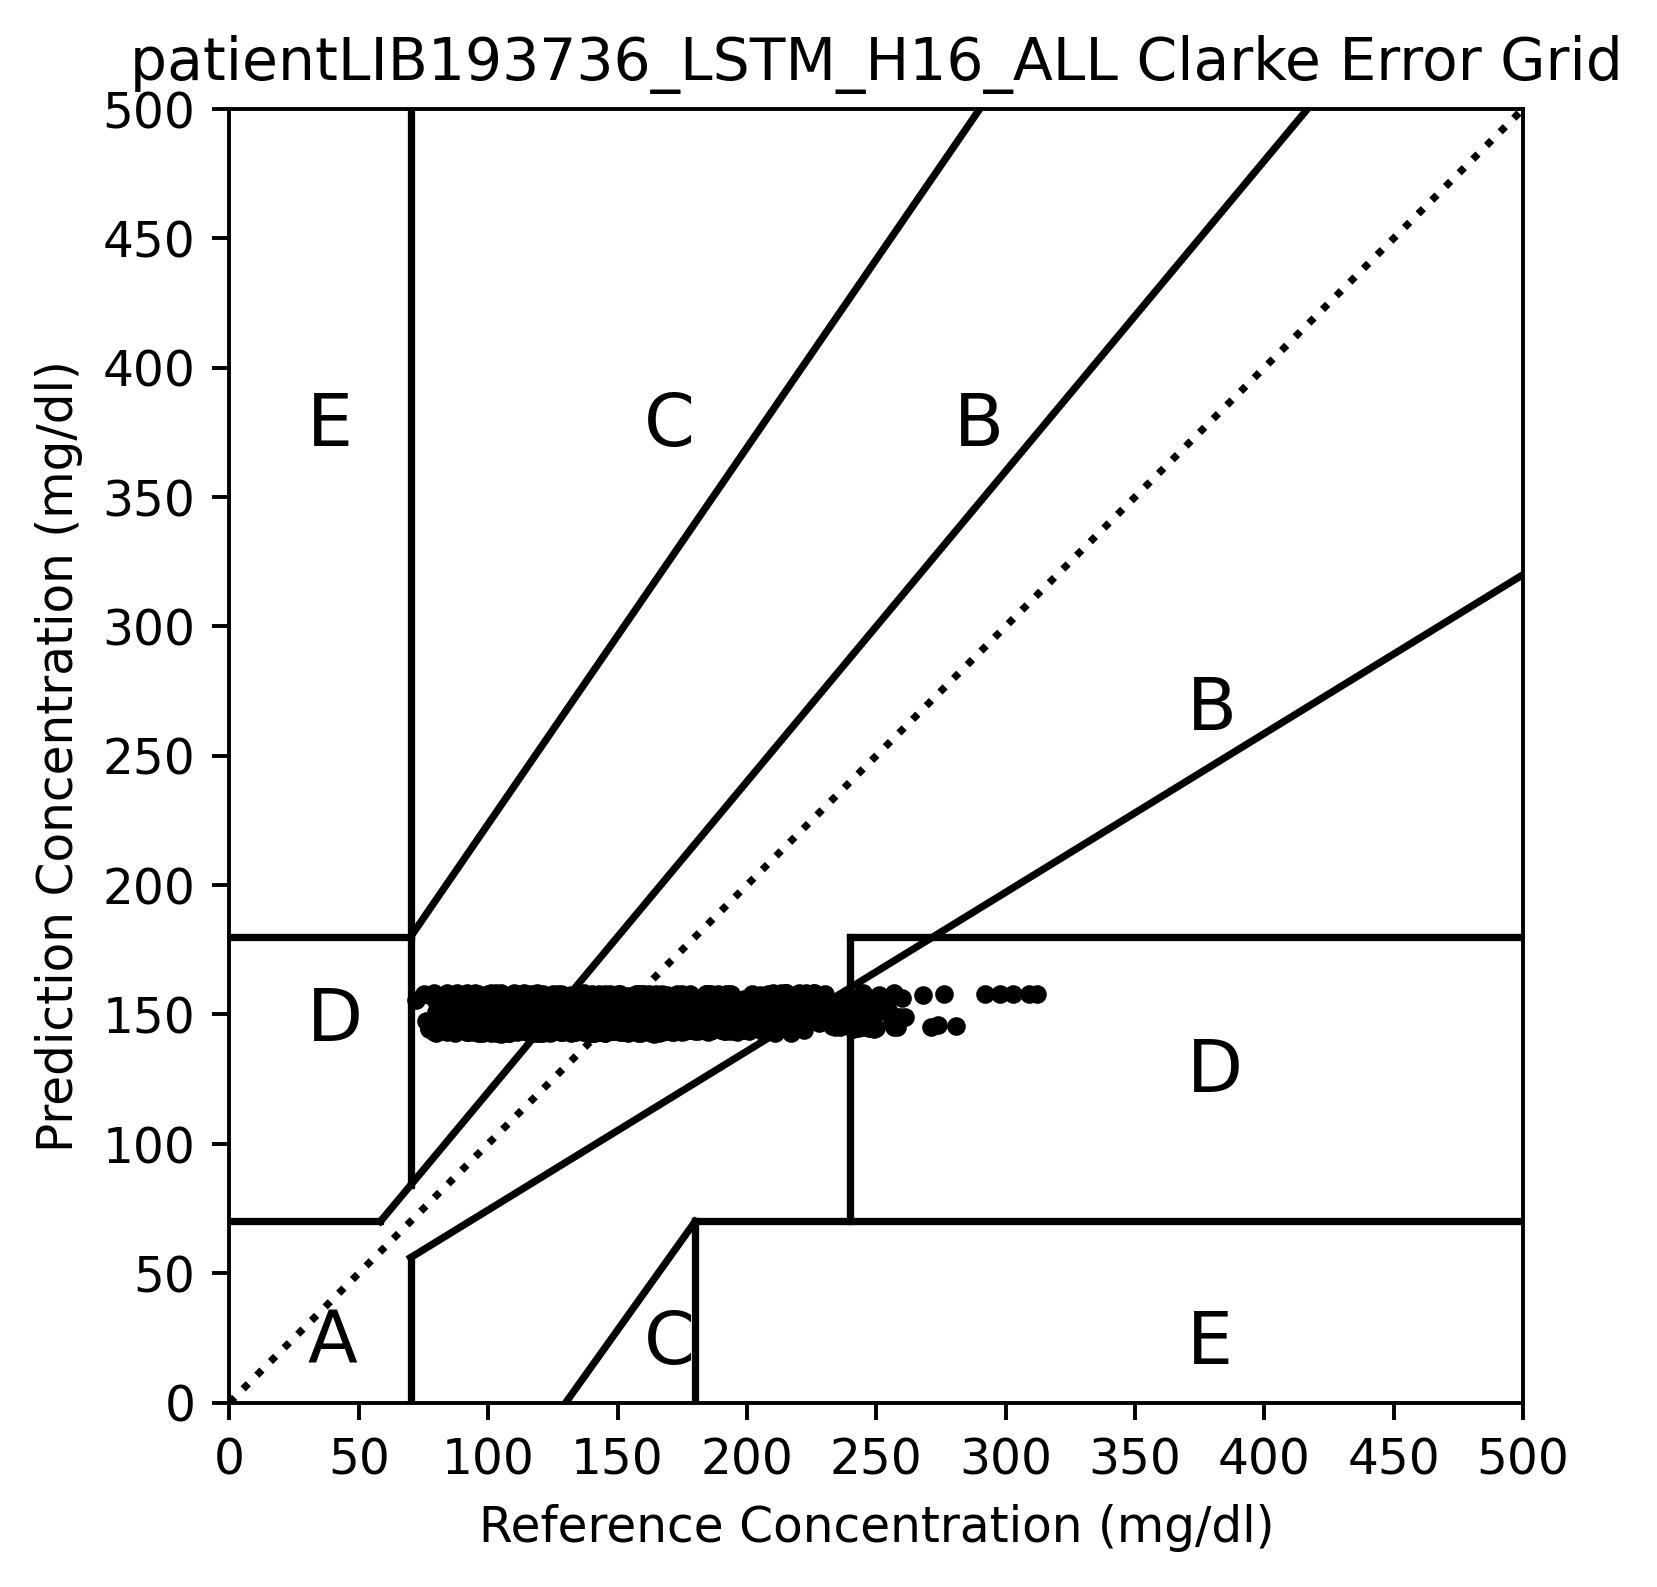 patientLIB193736_LSTM_H16_ALL Clarke Error Grid
Prediction Concentration (mg/dl)
500
450
400
350
300
250
200
150
100
50
0
E
C
B
B
D
D
A
C
E
0 50 100 150 200 250 300 350 400 450 500
Reference Concentration (mg/dl)